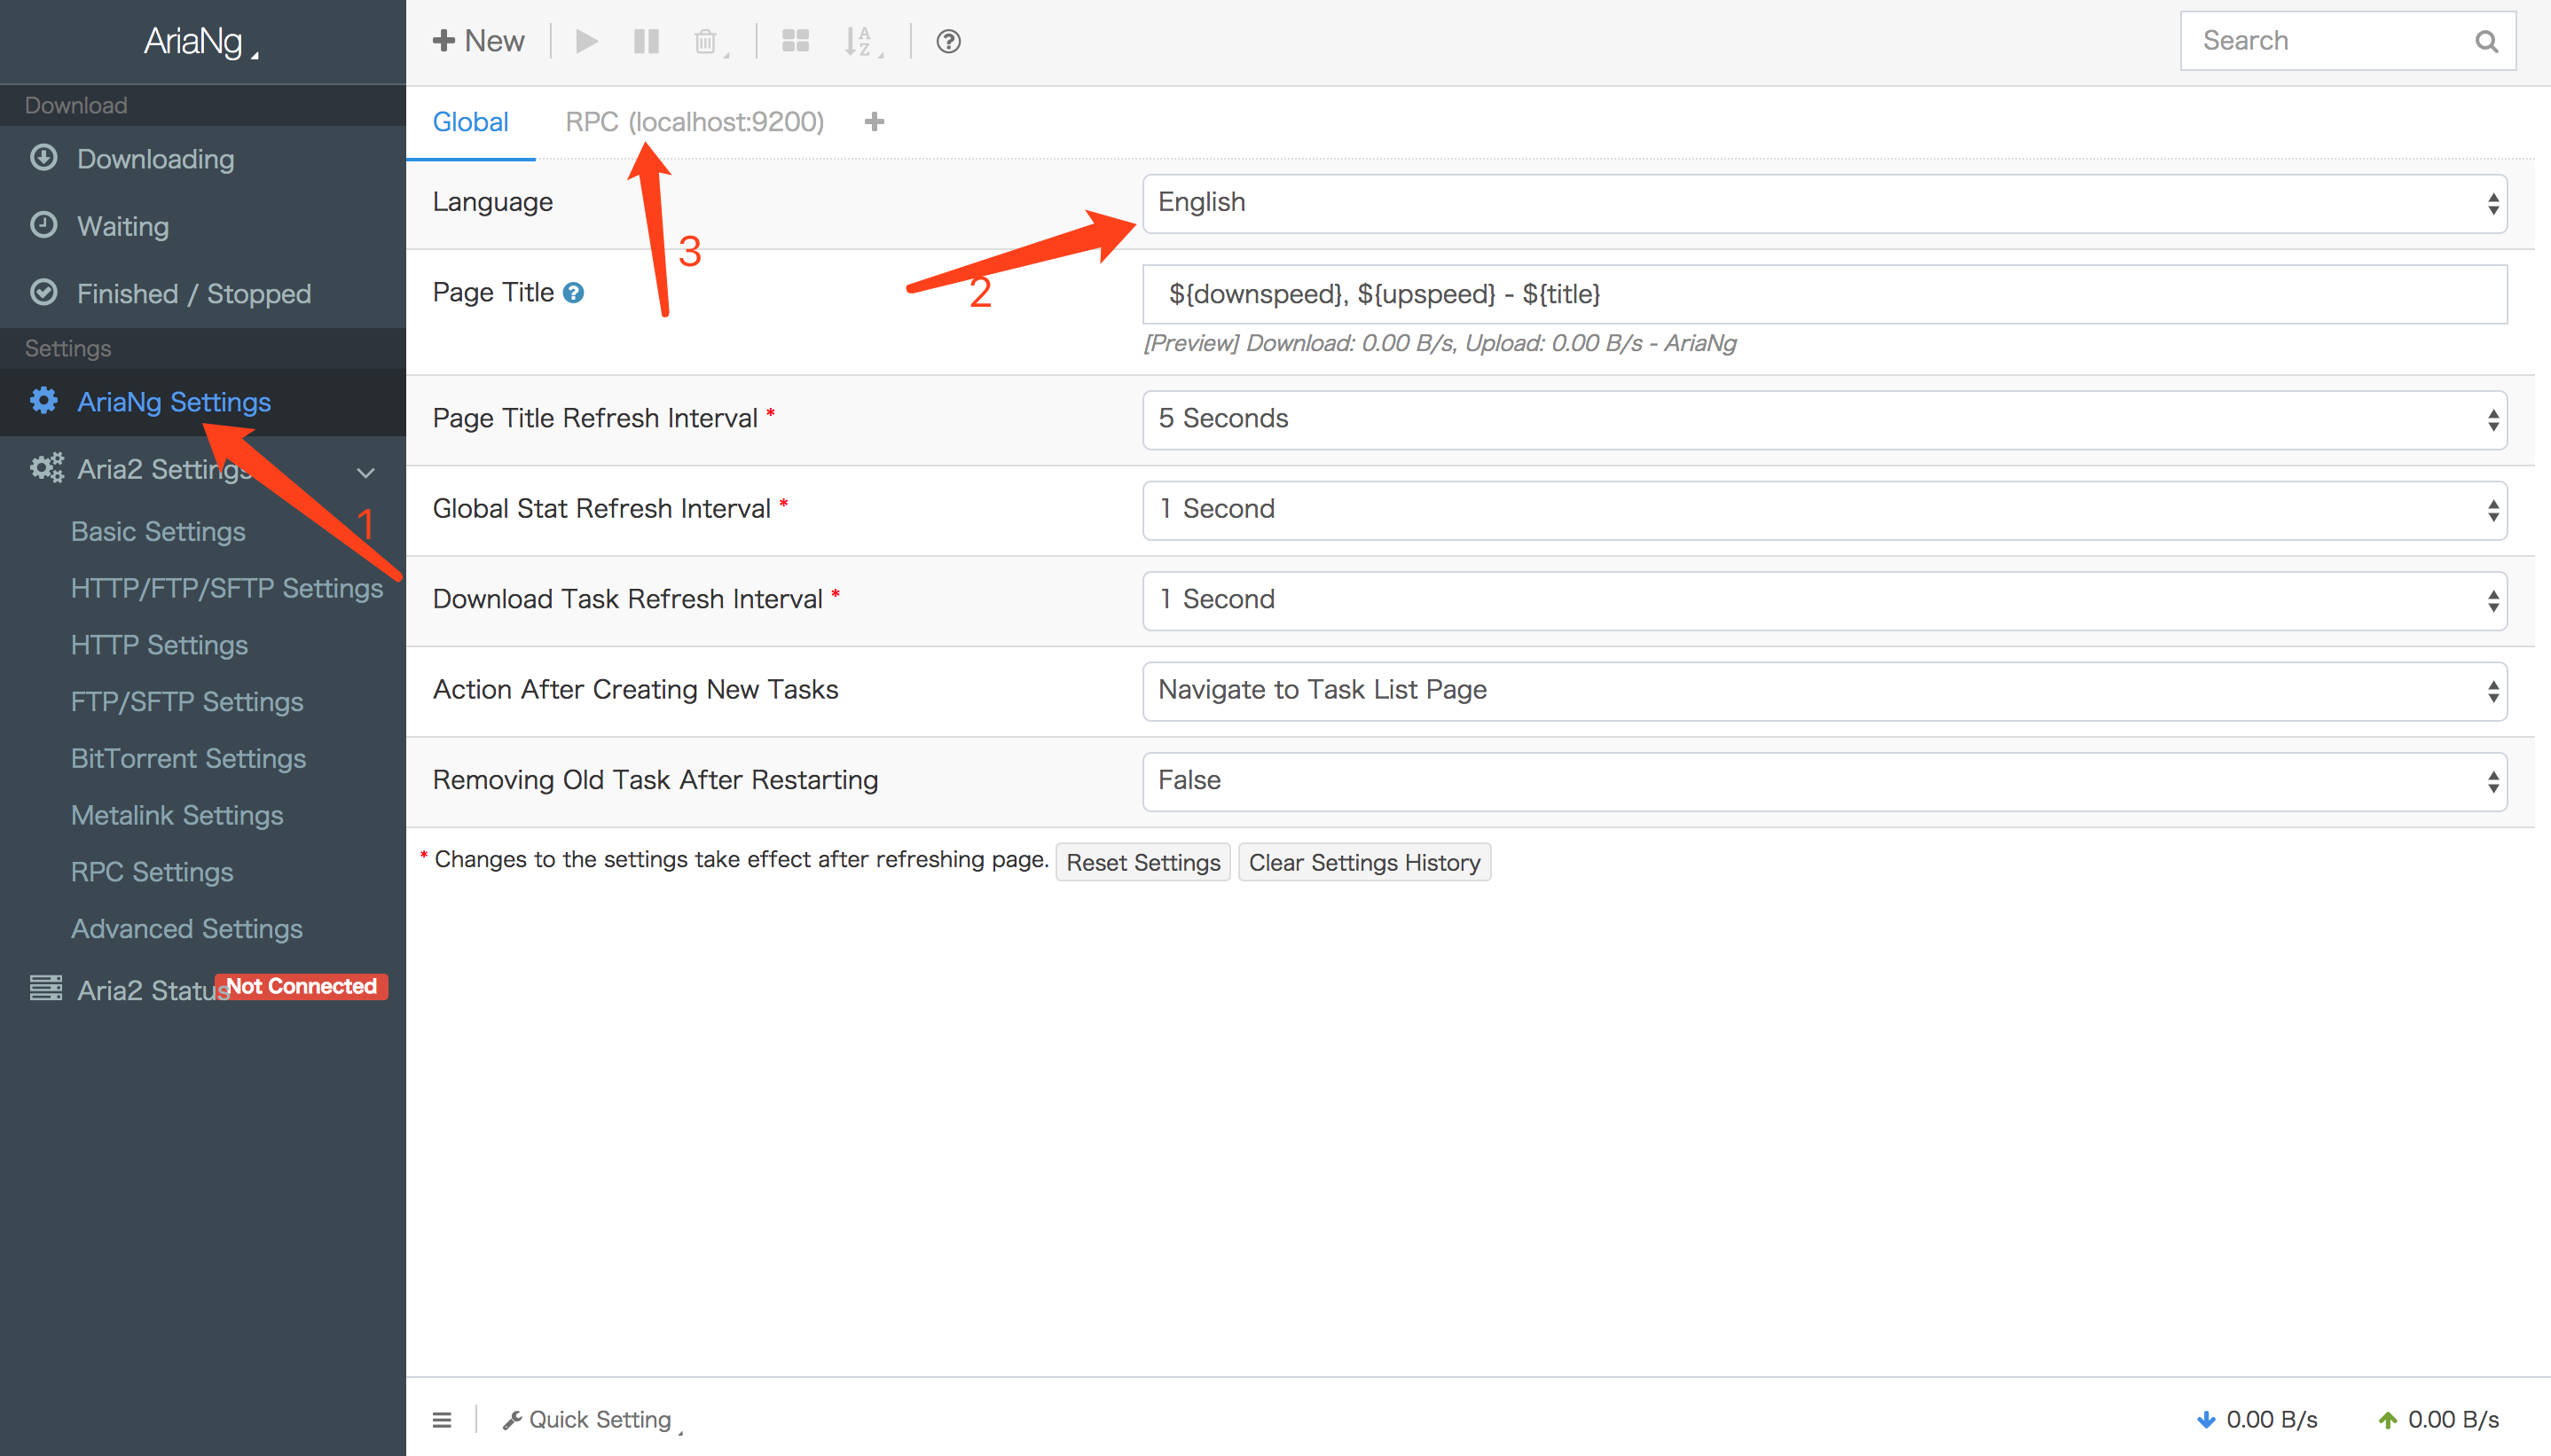 AriaNg
New
Search
Download
Downloading
Waiting
Finished / Stopped
Settings
AriaNg Settings
Aria2 Settings
1
Basic Settings
HTTP/FTP/SFTP Settings
HTTP Settings
FTP/SFTP Settings
BitTorrent Settings
Metalink Settings
RPC Settings
Advanced Settings
Aria2 Status
Not Connected
Global
RPC (localhost:9200)
3
Language
English
2
Page Title
${downspeed}, ${upspeed} - ${title}
[Preview] Download: 0.00 B/s, Upload: 0.00 B/s - AriaNg
Page Title Refresh Interval *
5 Seconds
Global Stat Refresh Interval *
1 Second
Download Task Refresh Interval *
1 Second
Action After Creating New Tasks
Navigate to Task List Page
Removing Old Task After Restarting
False
* Changes to the settings take effect after refreshing page. Reset Settings Clear Settings History
Quick Setting
0.00 B/s
0.00 B/s